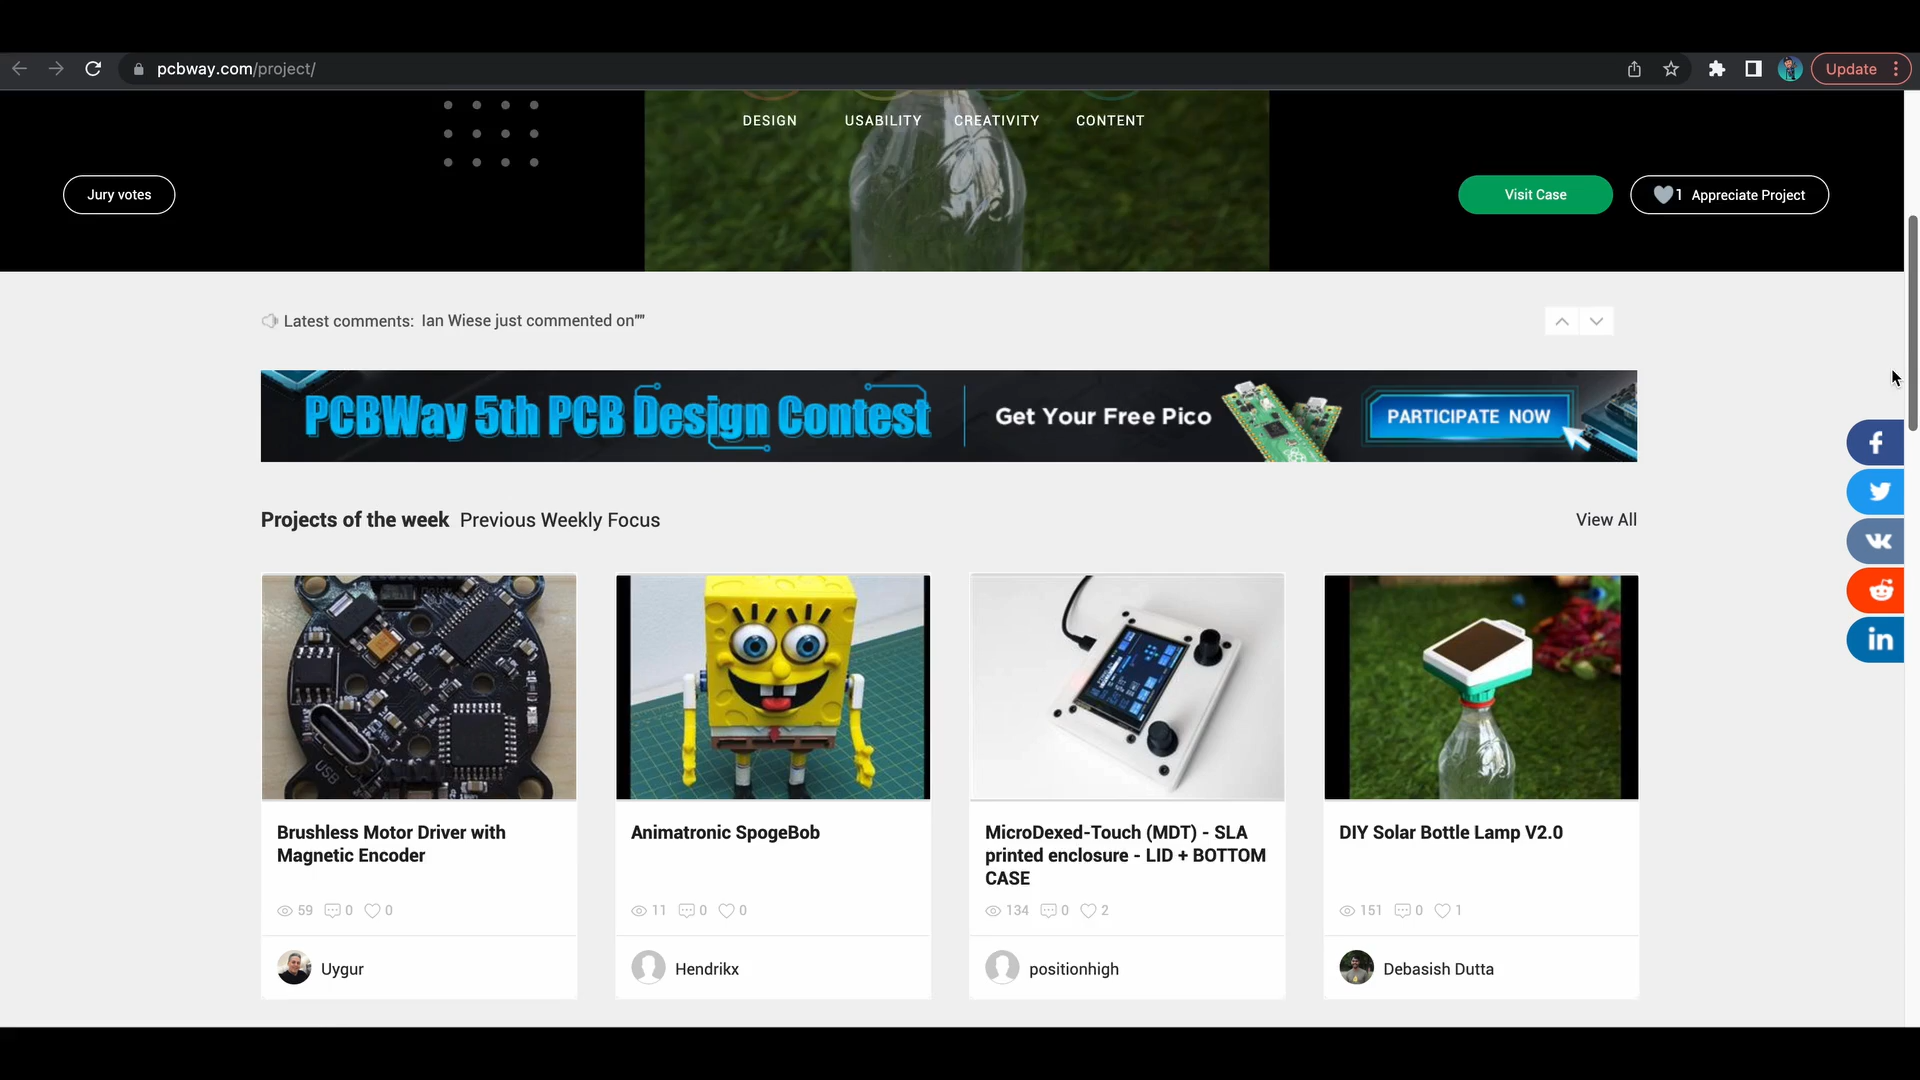 pcbway.com/project/
Update
DESIGN USABILITY CREATIVITY CONTENT
Jury votes
Visit Case
1 Appreciate Project
Latest comments: Ian Wiese just commented on""
PCBWay 5th PCB Design Contest
Get Your Free Pico
PARTICIPATE NOW
Projects of the week Previous Weekly Focus
View All
USB
Brushless Motor Driver with
Magnetic Encoder
59 0 0
Uygur
Animatronic SpogeBob
11 0 0
Hendrikx
MicroDexed-Touch (MDT) - SLA
printed enclosure - LID + BOTTOM
CASE
134 0 2
positionhigh
DIY Solar Bottle Lamp V2.0
151 0 1
Debasish Dutta